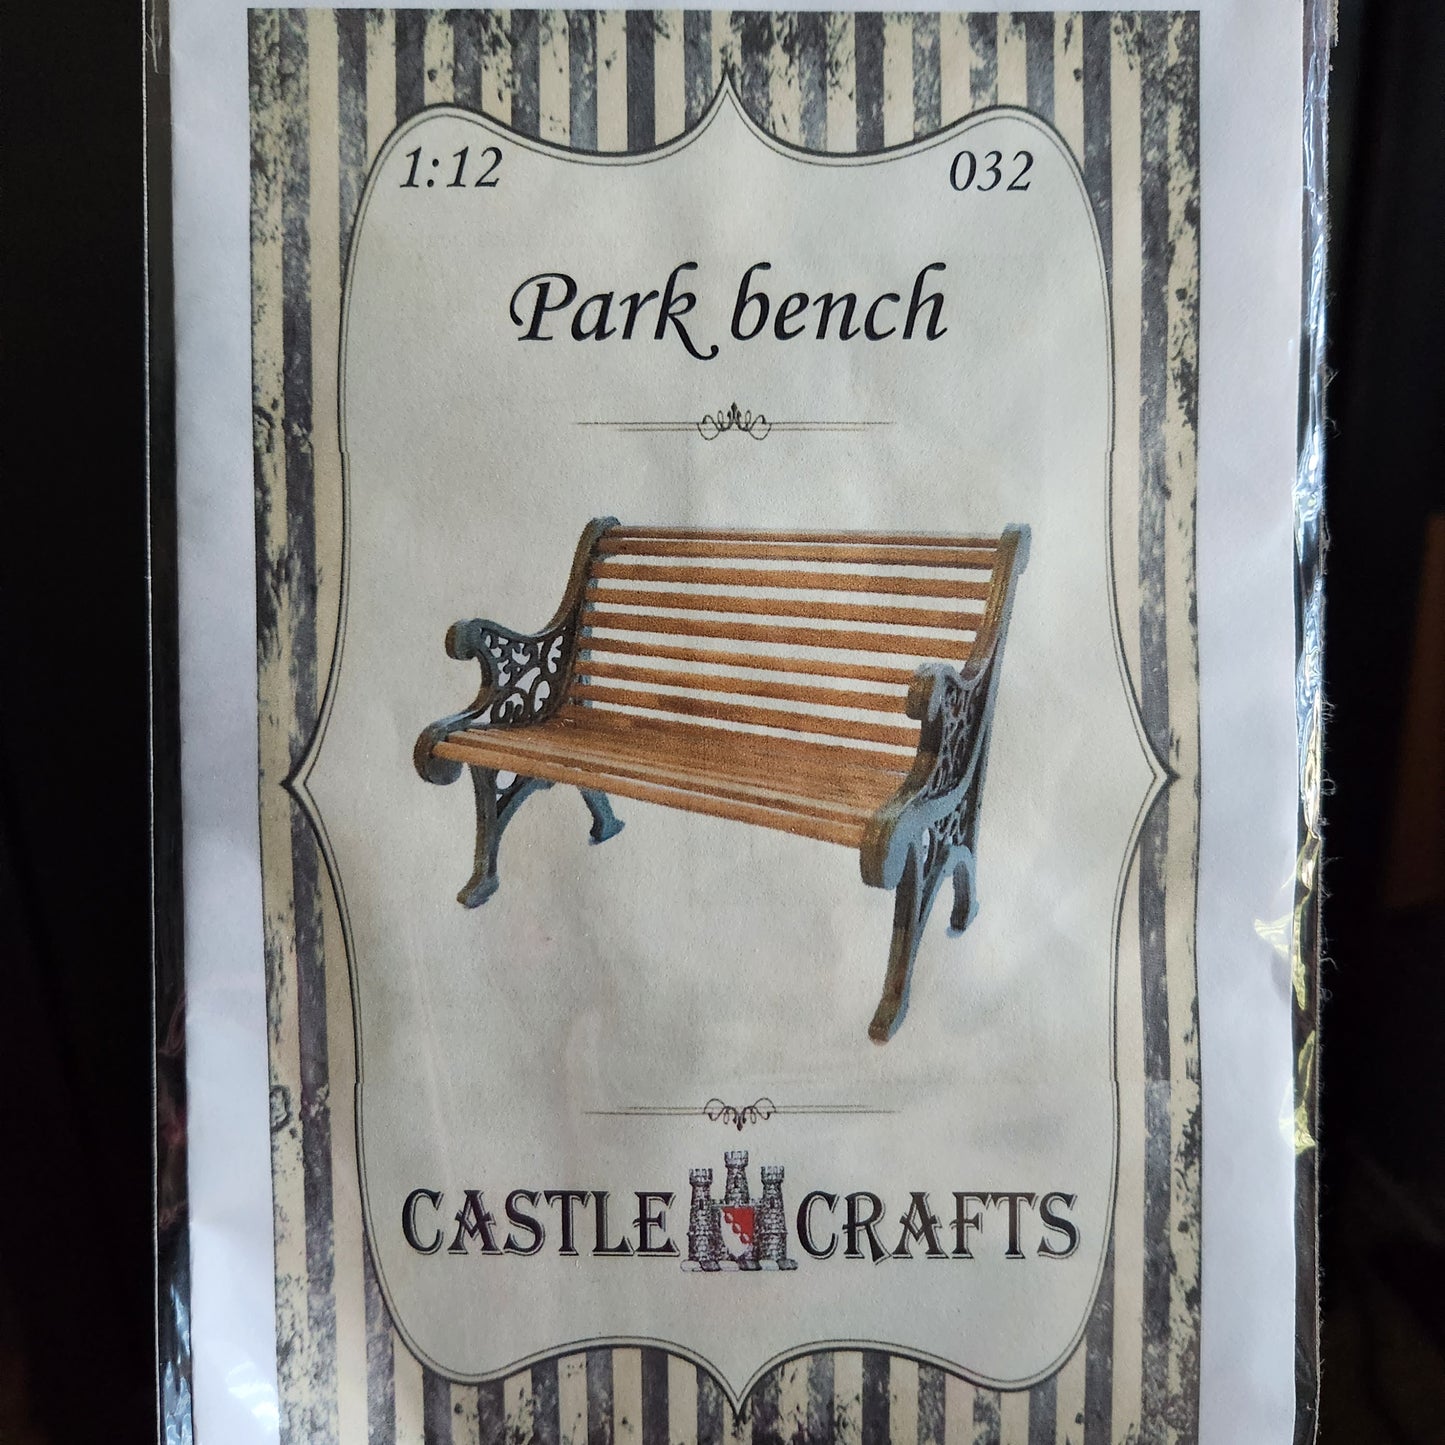 1:12 032
Park bench
CASTLE CRAFTS